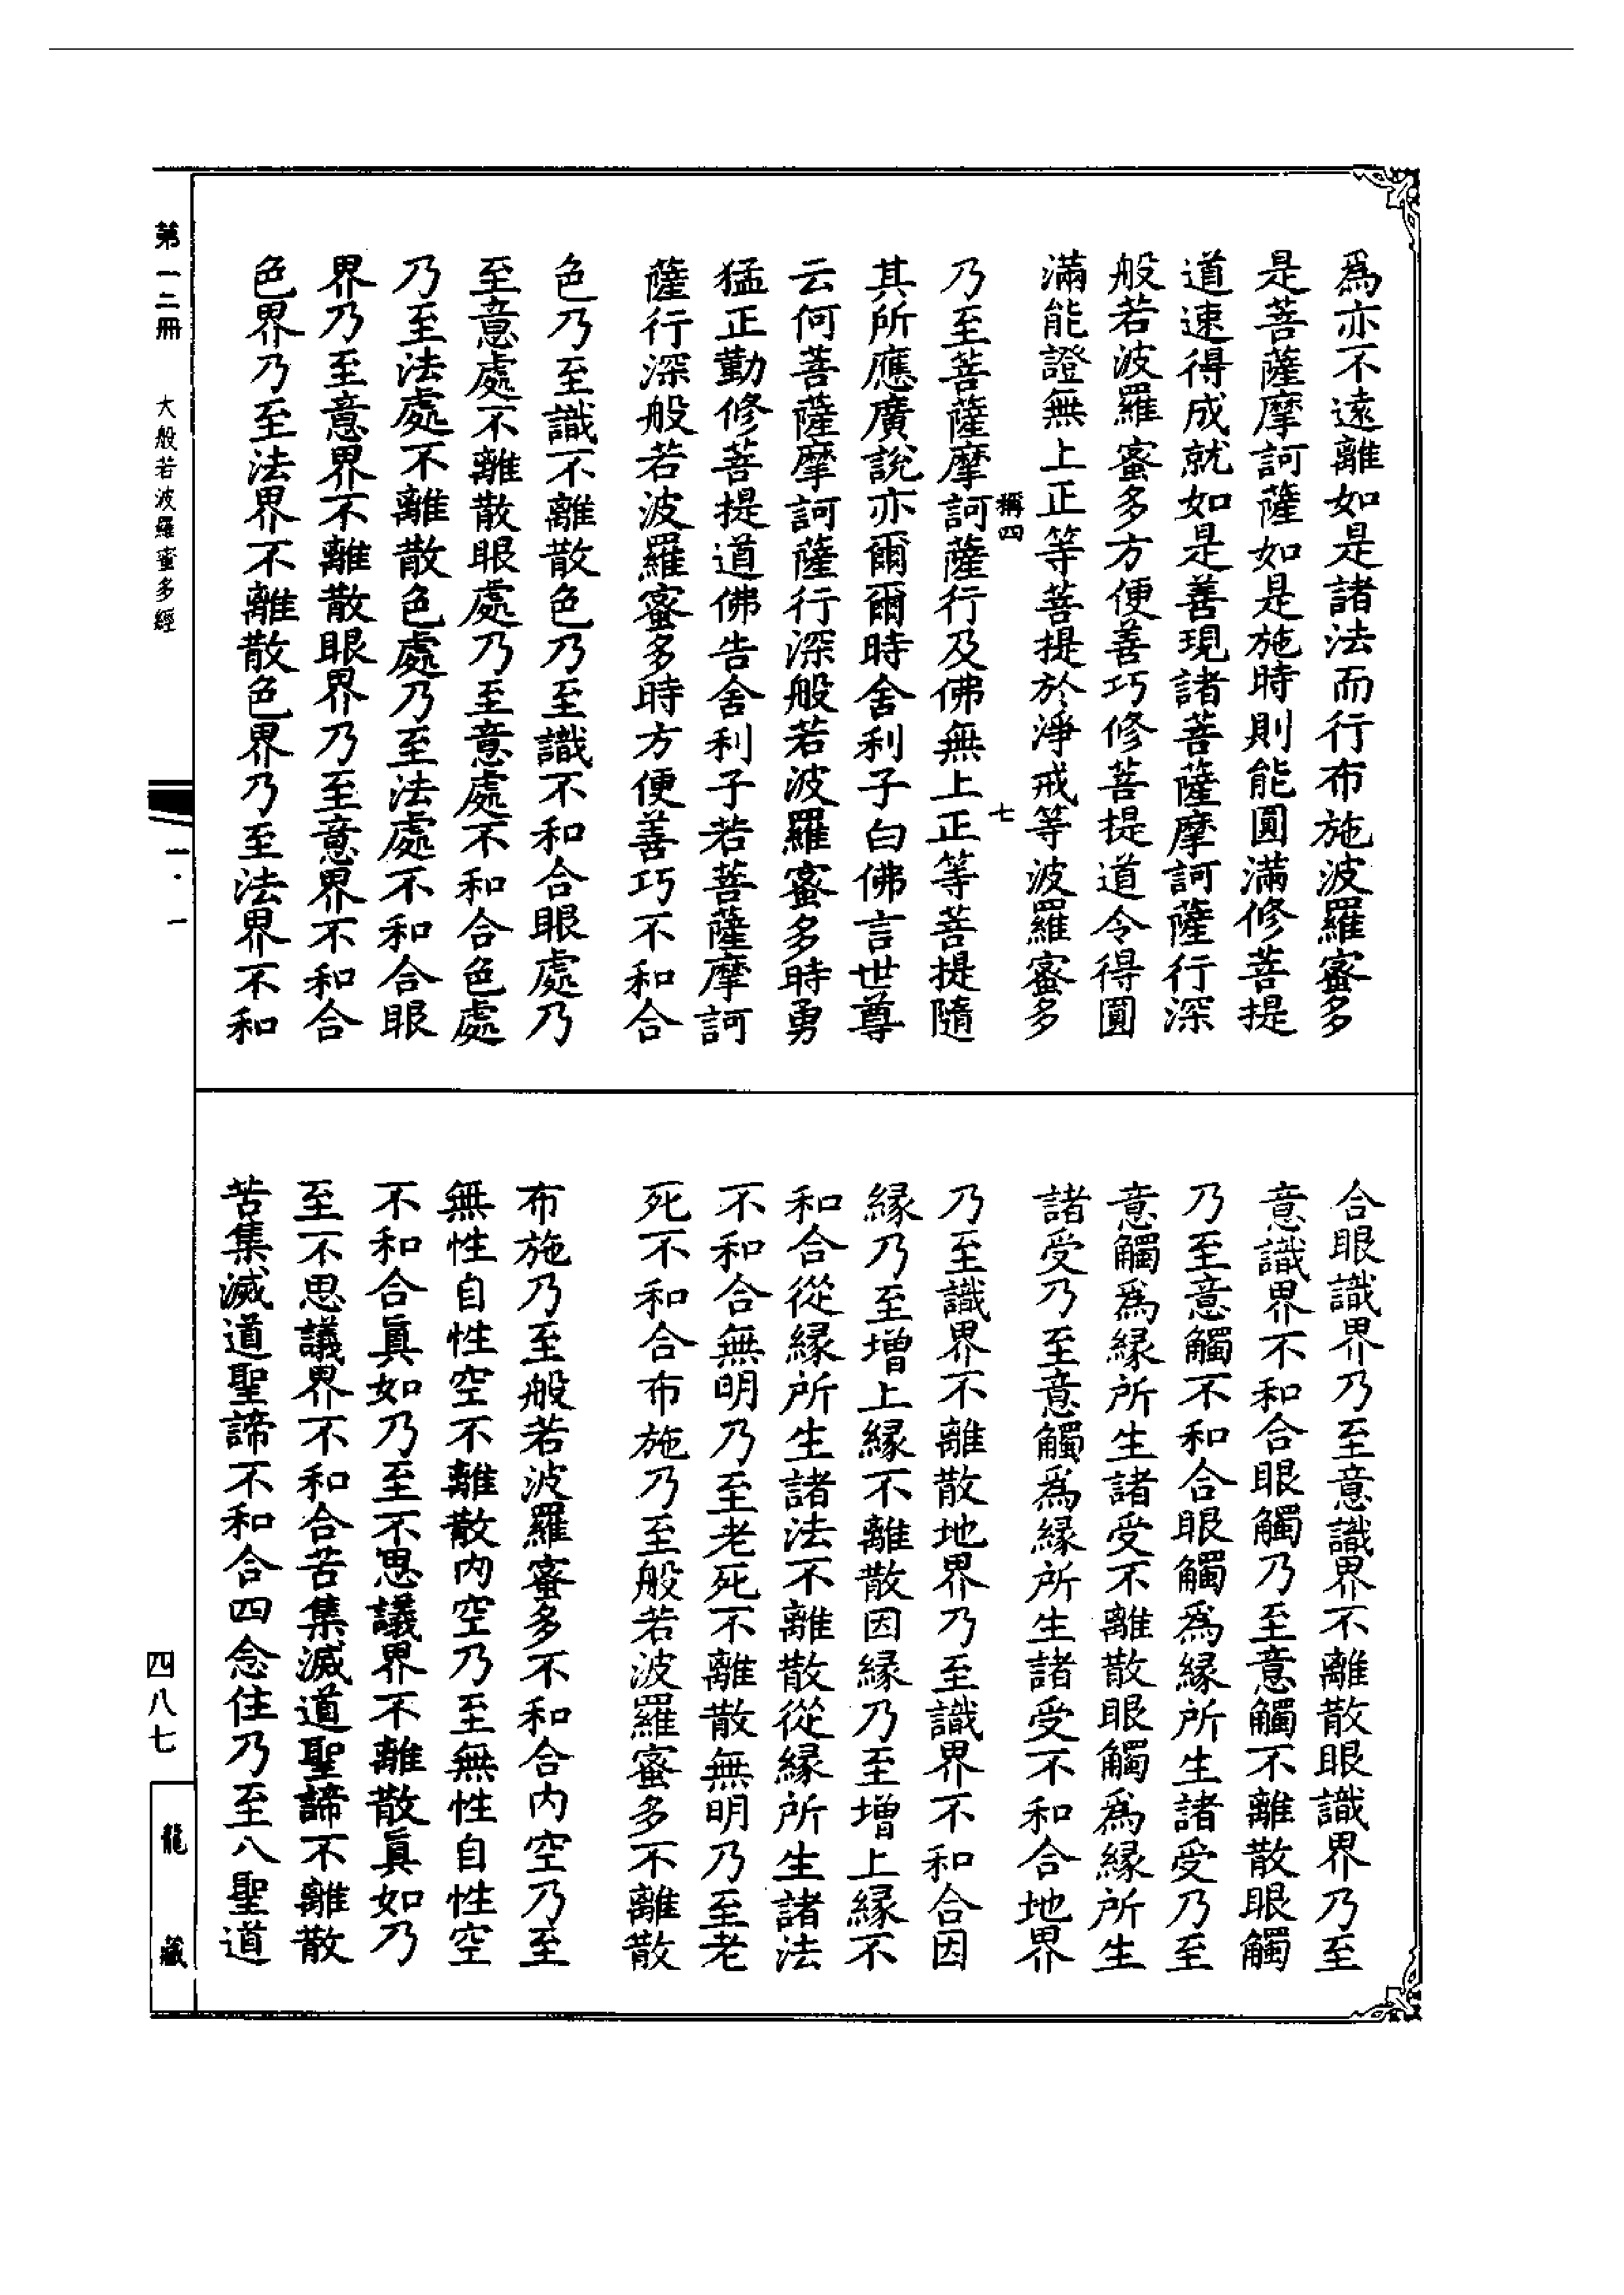 爲亦不遠離如是諸法而行布施波羅蜜多
是菩薩摩訶薩如是施時則能圓滿修菩提
道速得成就如是善現諸菩薩摩訶薩行深
般若波羅蜜多方便善巧修菩提道令得圓
滿能證無上正等菩提於淨戒等波羅蜜多
稱四
七
乃至菩薩摩訶薩行及佛無上正等菩提隨
其所應廣說亦爾爾時舍利子白佛言世尊
云何菩薩摩訶薩行深般若波羅蜜多時勇
猛正勤修菩提道佛告舍利子若菩薩摩訶
薩行深般若波羅蜜多時方便善巧不和合
色乃至識不離散色乃至識不和合眼處乃
至意處不離散眼處乃至意處不和合色處
乃至法處不離散色處乃至法處不和合眼
界乃至意界不離散眼界乃至意界不和合
色界乃至法界不離散色界乃至法界不和
合眼識界乃至意識界不離散眼識界乃至
意識界不和合眼觸乃至意觸不離散眼觸
乃至意觸不和合眼觸爲緣所生諸受乃至
意觸爲緣所生諸受不離散眼觸爲緣所生
諸受乃至意觸爲緣所生諸受不和合地界
乃至識界不離散地界乃至識界不和合因
緣乃至增上緣不離散因緣乃至增上緣不
和合從緣所生諸法不離散從緣所生諸法
不和合無明乃至老死不離散無明乃至老
死不和合布施乃至般若波羅蜜多不離散
布施乃至般若波羅蜜多不和合内空乃至
無性自性空不離散内空乃至無性自性空
不和合眞如乃至不思議界不離散眞如乃
至不思議界不和合苦集滅道聖諦不離散
苦集滅道聖諦不和合四念住乃至八聖道
第一二冊
大般若波羅蜜多經
一·一
四八七
龍藏